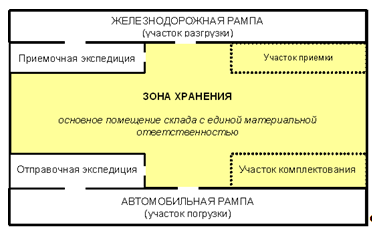 ЖЕЛЕЗНОДОРОЖНАЯ РАМПА
(участок разгрузки)
Приемочная экспедиция
Участок приемки
ЗОНА ХРАНЕНИЯ
основное помещение склада с единой материальной
ответственностью
Отправочная экспедиция
Участок комплектования
АВТОМОБИЛЬНАЯ РАМПА
(участок погрузки)